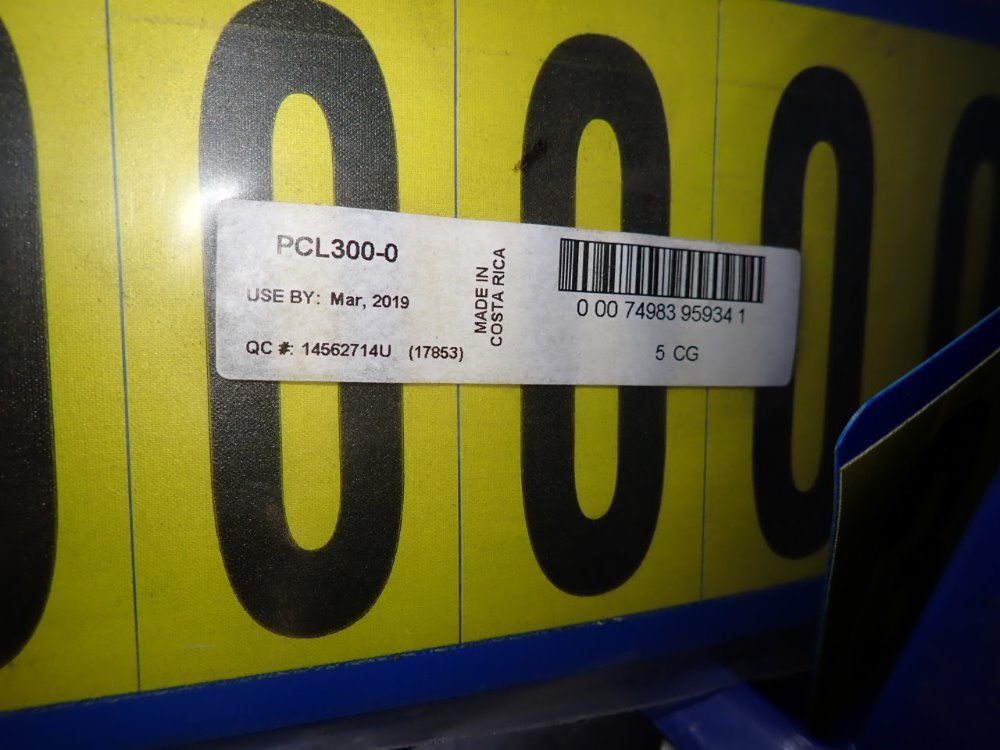 0 0 0 0 0
PCL300-0
USE BY: Mar, 2019
QC #: 14562714U (17853)
MADE IN
COSTA RICA
0 00 74983 95934 1
5 CG